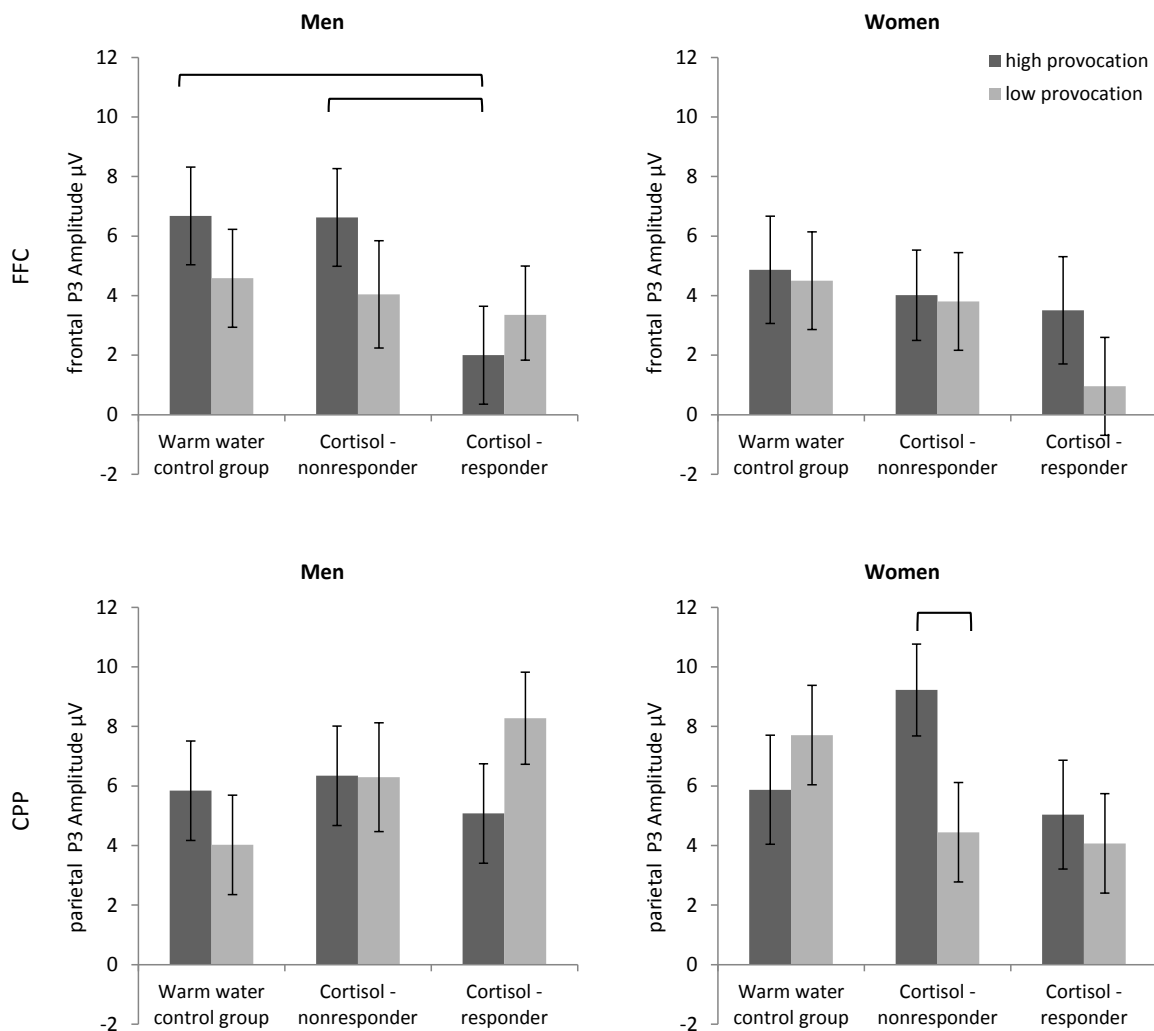 Men
Women
12
10
8
6
4
2
0
-2
frontal P3 Amplitude µV
FFC
Warm water
control group
Cortisol -
nonresponder
Cortisol -
responder
12
10
8
6
4
2
0
-2
frontal P3 Amplitude µV
high provocation
low provocation
Warm water
control group
Cortisol -
nonresponder
Cortisol -
responder
Men
Women
12
10
8
6
4
2
0
-2
parietal P3 Amplitude µV
CPP
Warm water
control group
Cortisol -
nonresponder
Cortisol -
responder
12
10
8
6
4
2
0
-2
parietal P3 Amplitude µV
Warm water
control group
Cortisol -
nonresponder
Cortisol -
responder